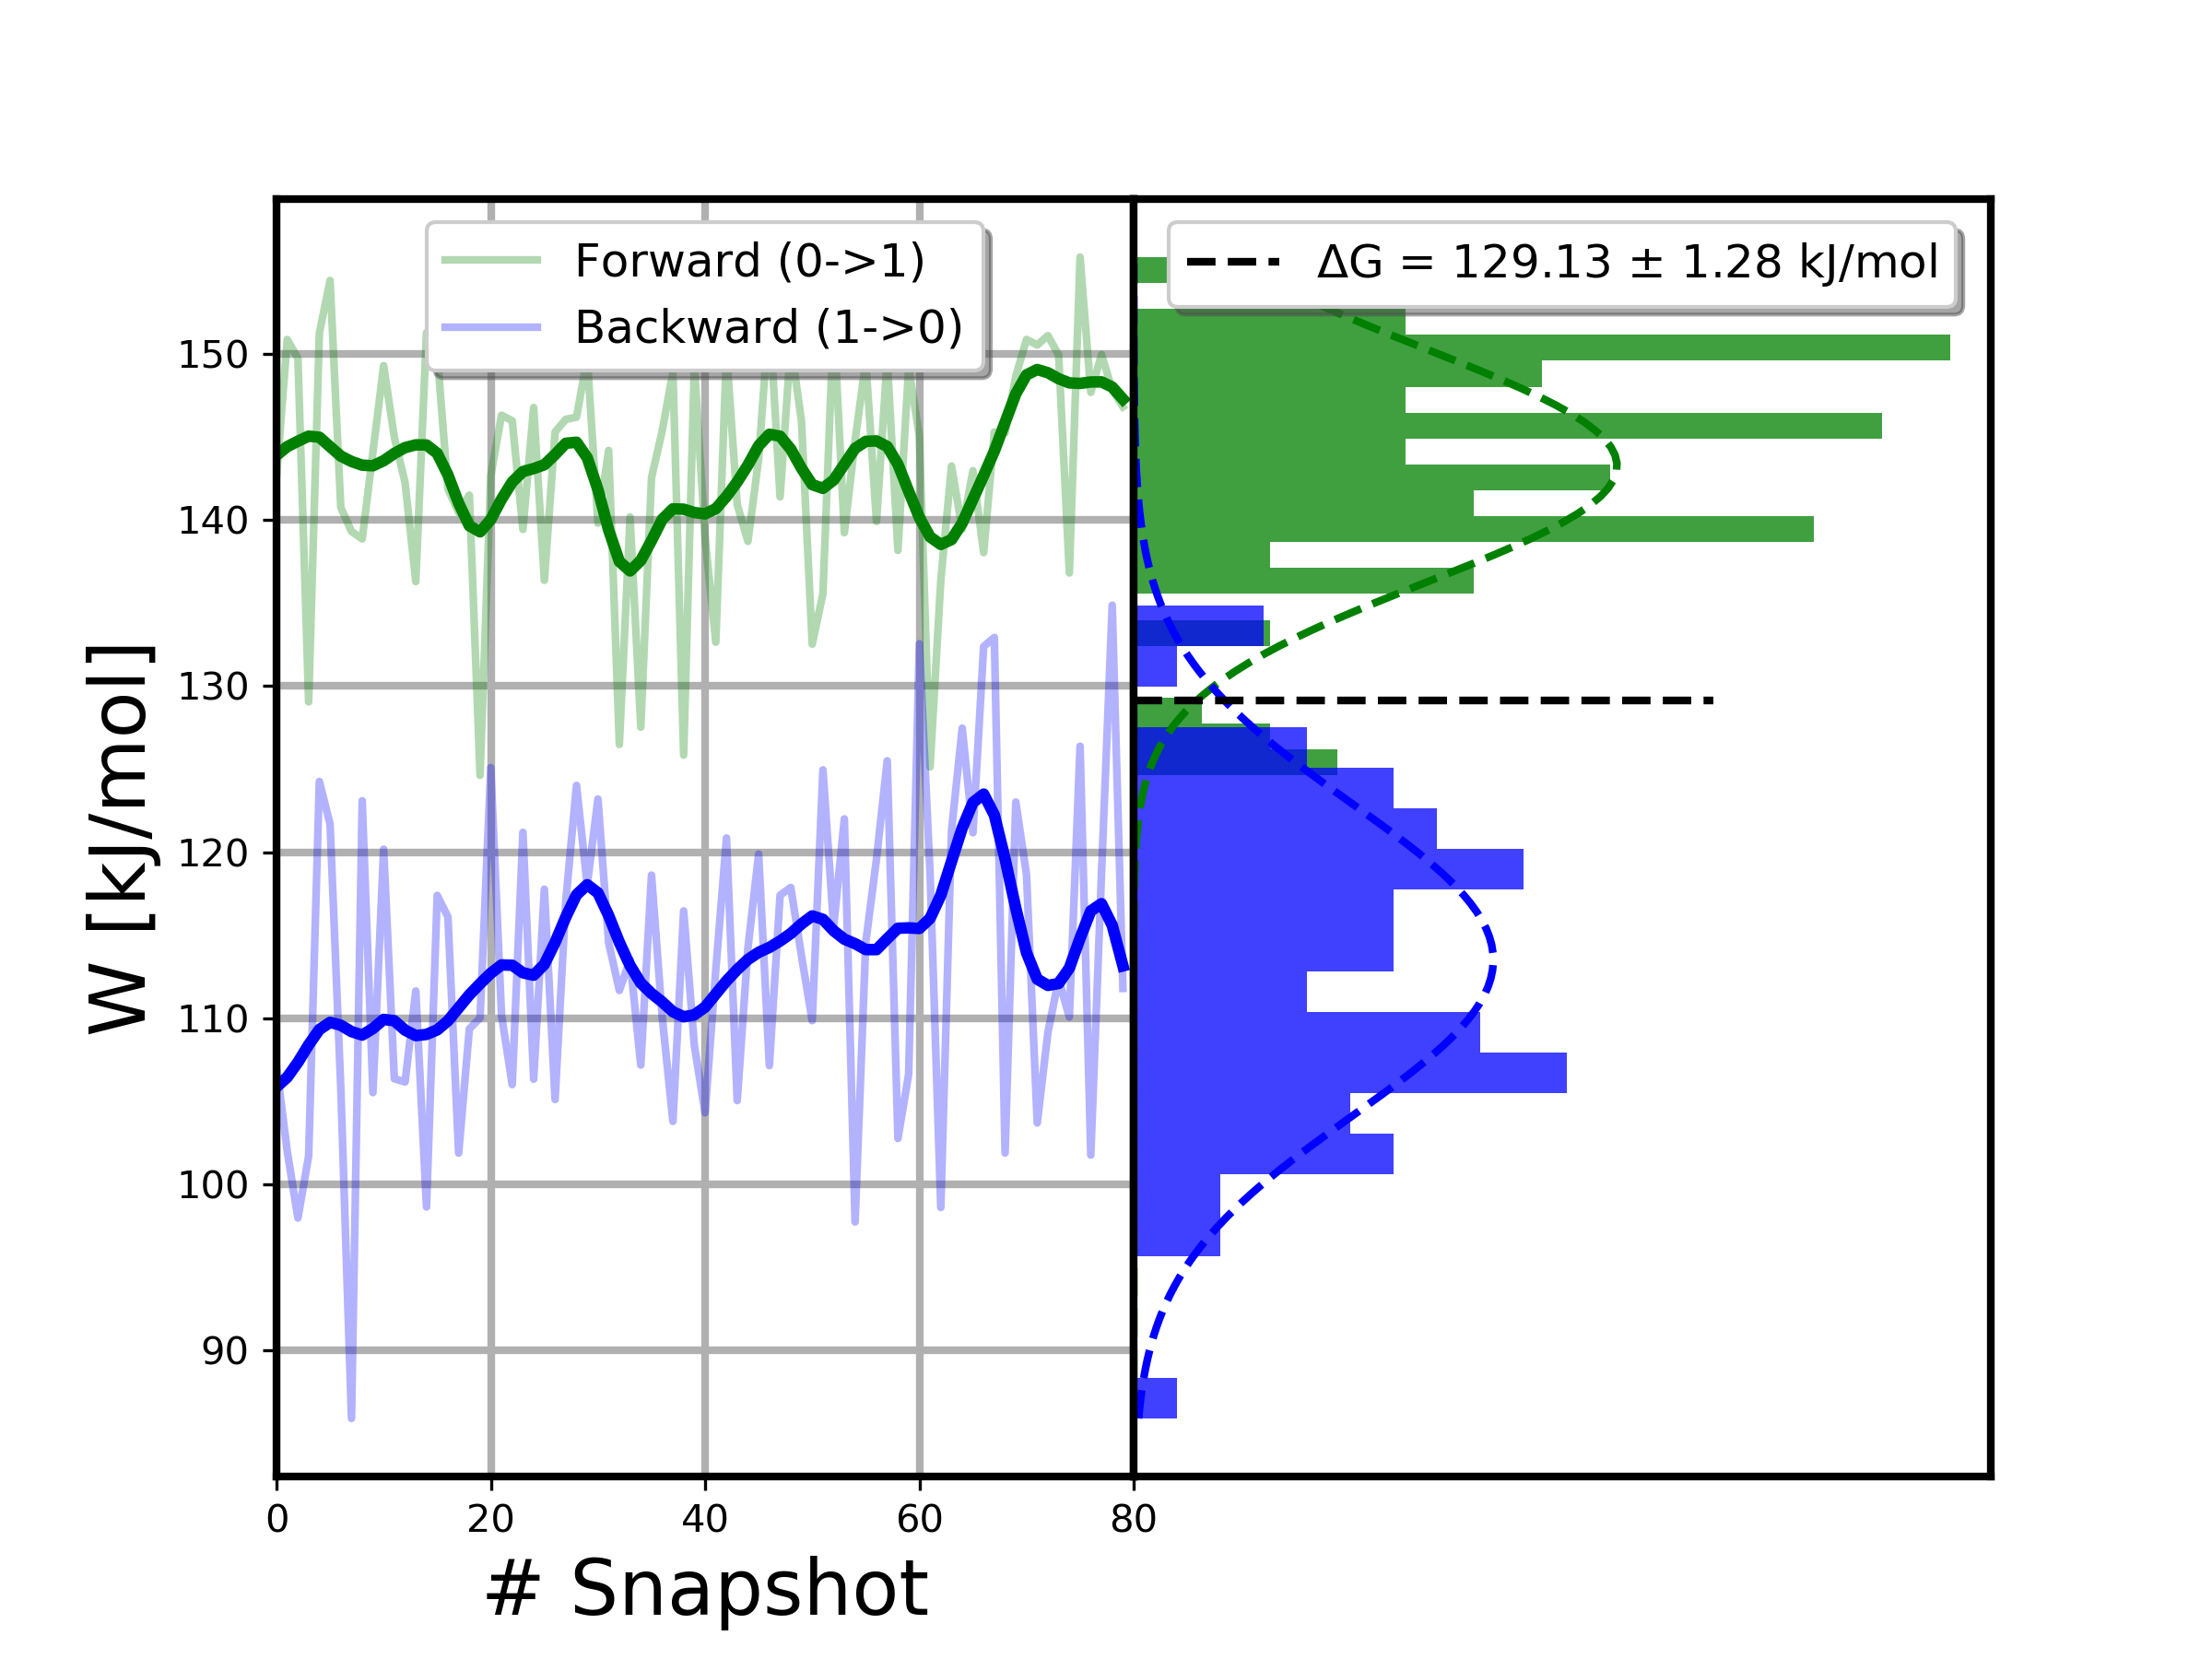 Forward (0->1)
Backward (1->0)
ΔG = 129.13 ± 1.28 kJ/mol
W [kJ/mol]
150
140
130
120
110
100
90
0 20 40 60 80
# Snapshot